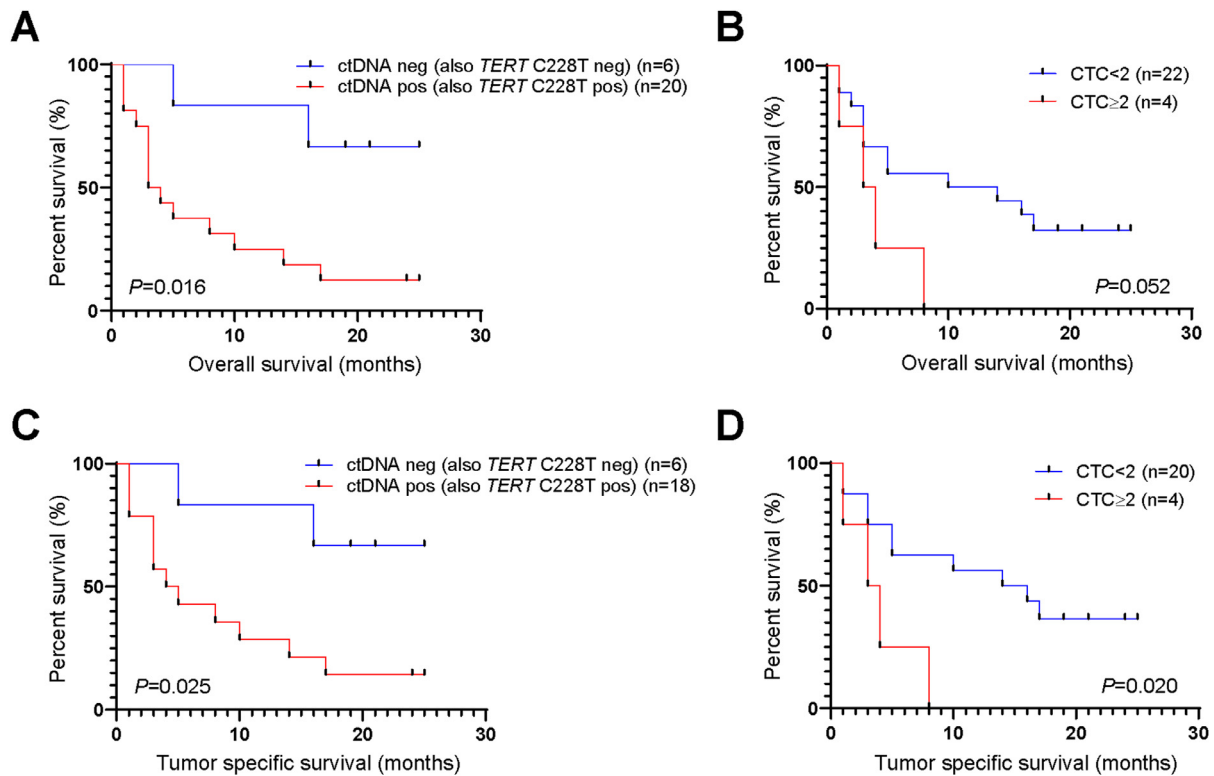 A
ctDNA neg (also TERT C228T neg) (n=6)
ctDNA pos (also TERT C228T pos) (n=20)
Percent survival (%)
100
50
0
P=0.016
0 10 20 30
Overall survival (months)
B
CTC<2 (n=22)
CTC≥2 (n=4)
Percent survival (%)
100
50
0
P=0.052
0 10 20 30
Overall survival (months)
C
ctDNA neg (also TERT C228T neg) (n=6)
ctDNA pos (also TERT C228T pos) (n=18)
Percent survival (%)
100
50
0
P=0.025
0 10 20 30
Tumor specific survival (months)
D
CTC<2 (n=20)
CTC≥2 (n=4)
Percent survival (%)
100
50
0
P=0.020
0 10 20 30
Tumor specific survival (months)